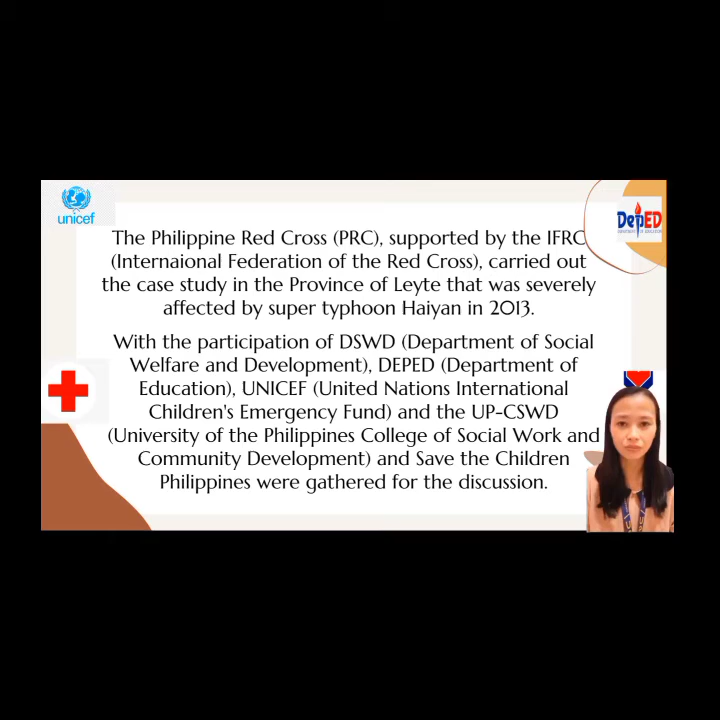 unicef
DepED
DEPARTMENT OF EDUCATION
The Philippine Red Cross (PRC), supported by the IFRC
(Internaional Federation of the Red Cross), carried out
the case study in the Province of Leyte that was severely
affected by super typhoon Haiyan in 2013.
With the participation of DSWD (Department of Social
Welfare and Development), DEPED (Department of
Education), UNICEF (United Nations International
Children's Emergency Fund) and the UP-CSWD
(University of the Philippines College of Social Work and
Community Development) and Save the Children
Philippines were gathered for the discussion.